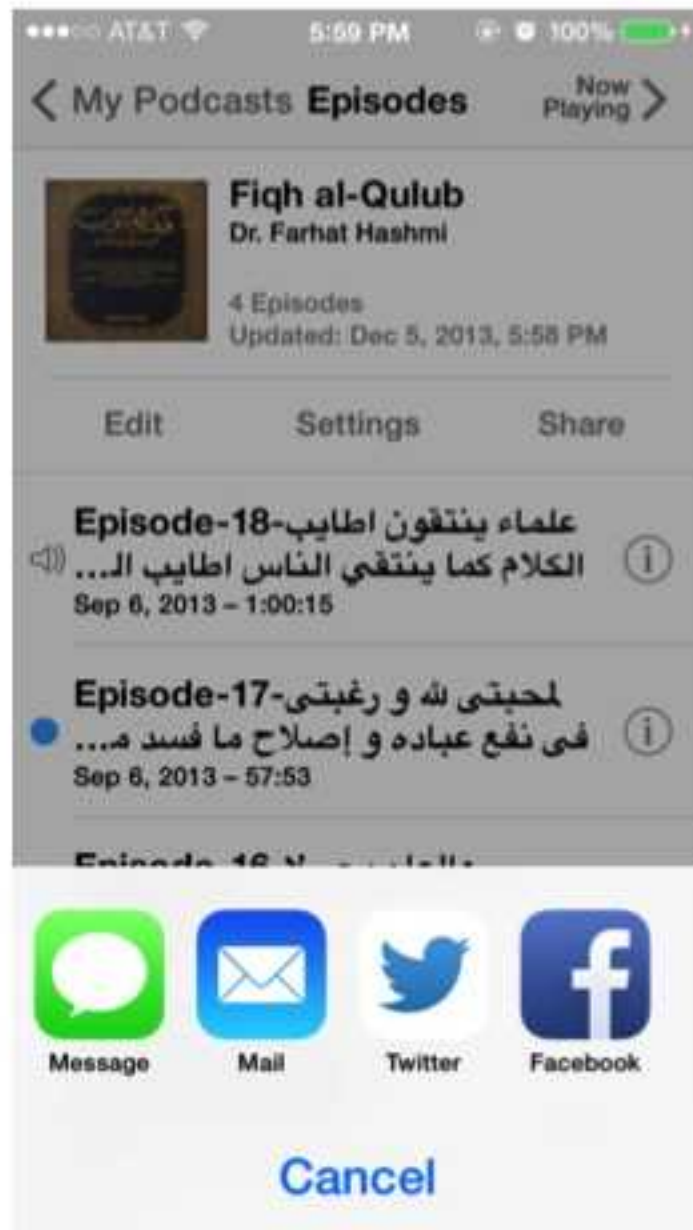 AT&T 5:59 PM 100%
My Podcasts Episodes Now Playing
Fiqh al-Qulub
Dr. Farhat Hashmi
4 Episodes
Updated: Dec 5, 2013, 5:58 PM
Edit Settings Share
Episode-18-علماء ينتقون اطايب
الكلام كما ينتقي الناس اطايب الـ...
Sep 6, 2013 – 1:00:15
Episode-17-لمحبتى لله و رغبتى
فى نفع عباده و إصلاح ما فسد مـ...
Sep 6, 2013 – 57:53
Episode-16
Message Mail Twitter Facebook
Cancel